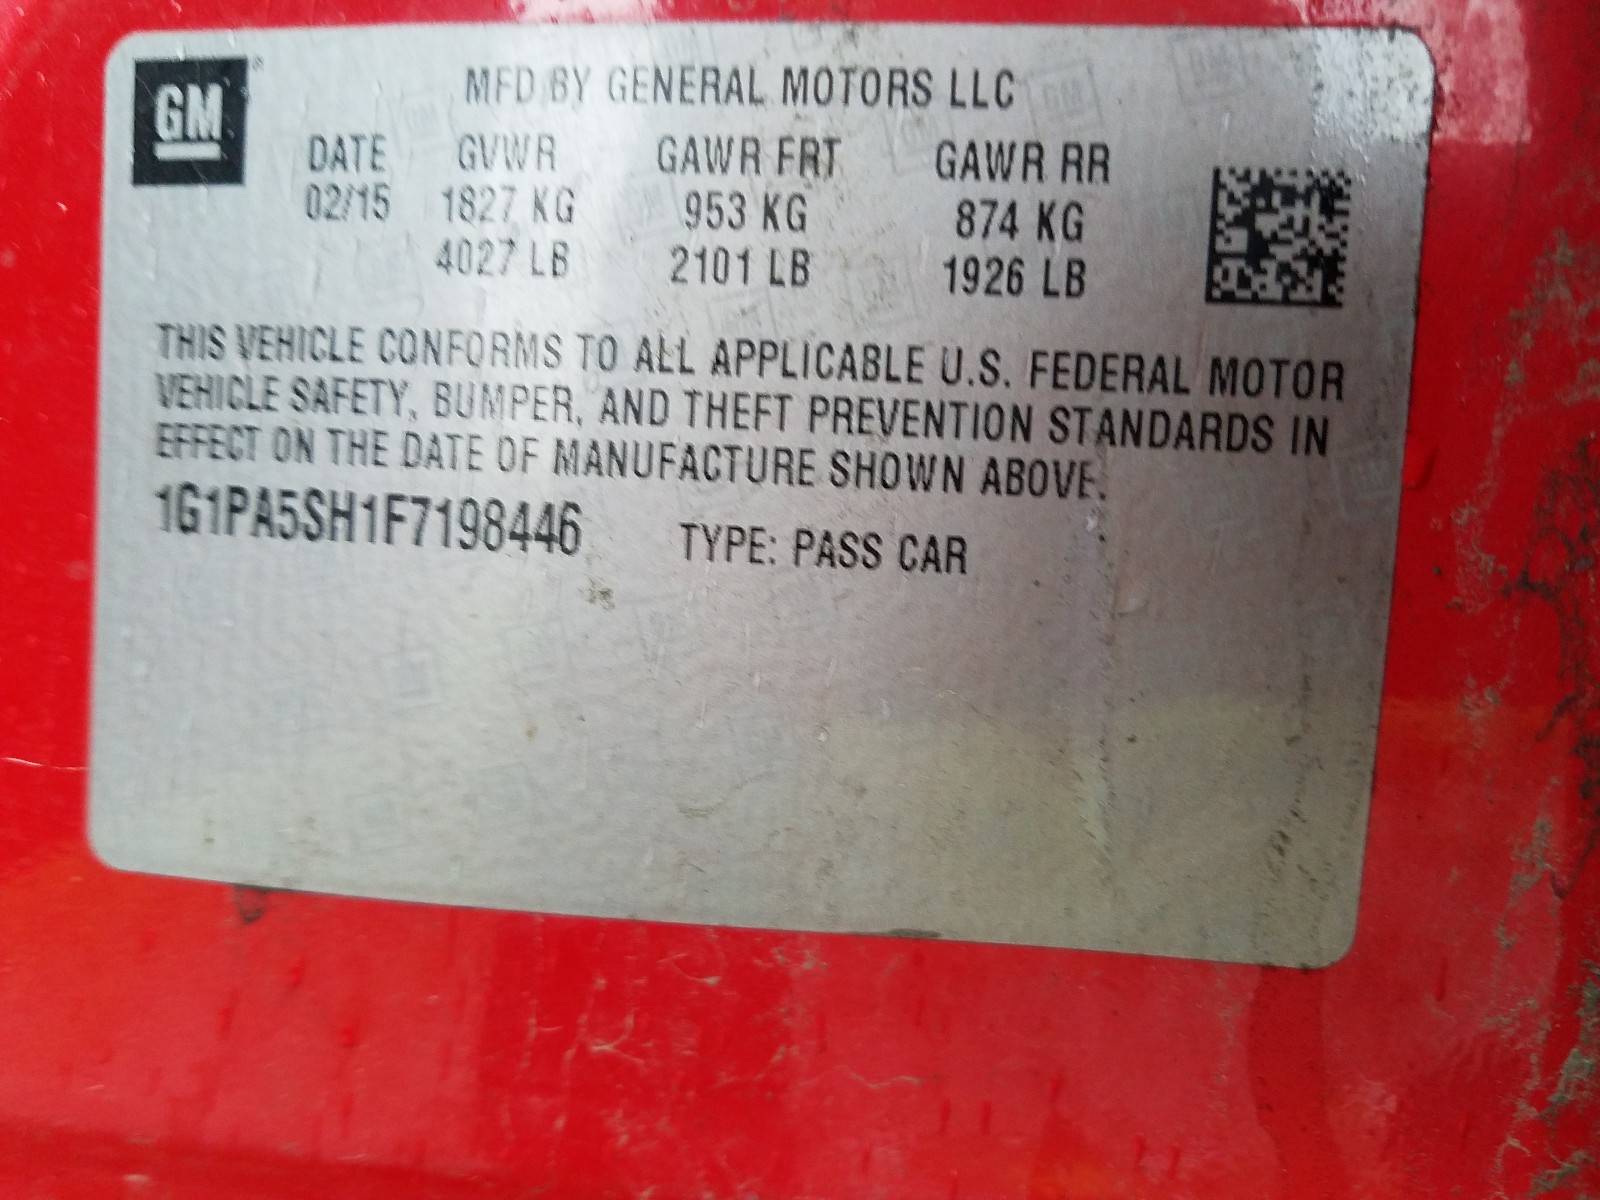 GM
MFD BY GENERAL MOTORS LLC
DATE GVWR GAWR FRT GAWR RR
02/15 1827 KG 953 KG 874 KG
4027 LB 2101 LB 1926 LB
THIS VEHICLE CONFORMS TO ALL APPLICABLE U.S. FEDERAL MOTOR
VEHICLE SAFETY, BUMPER, AND THEFT PREVENTION STANDARDS IN
EFFECT ON THE DATE OF MANUFACTURE SHOWN ABOVE.
1G1PA5SH1F7198446 TYPE: PASS CAR